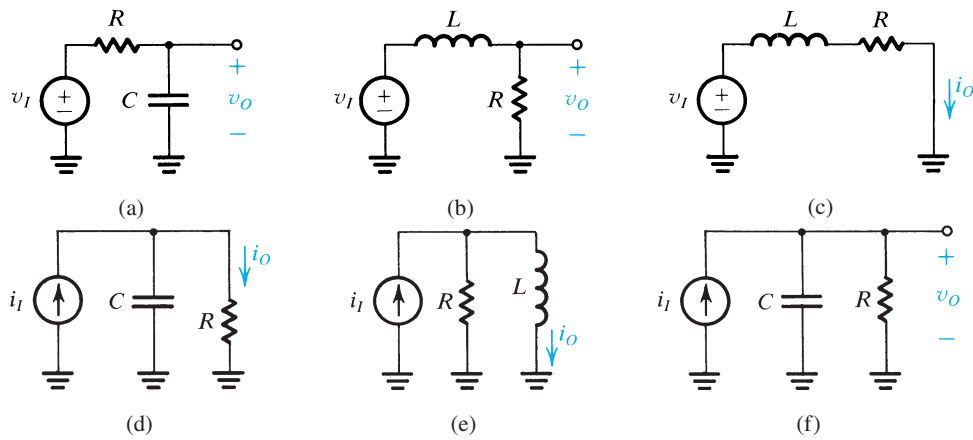 R
+
v_I
+
−
C
v_O
−
(a)
L
+
v_I
+
−
R
v_O
−
(b)
L
R
v_I
+
−
i_O
(c)
i_O
i_I
C
R
(d)
i_I
R
L
i_O
(e)
+
i_I
C
R
v_O
−
(f)